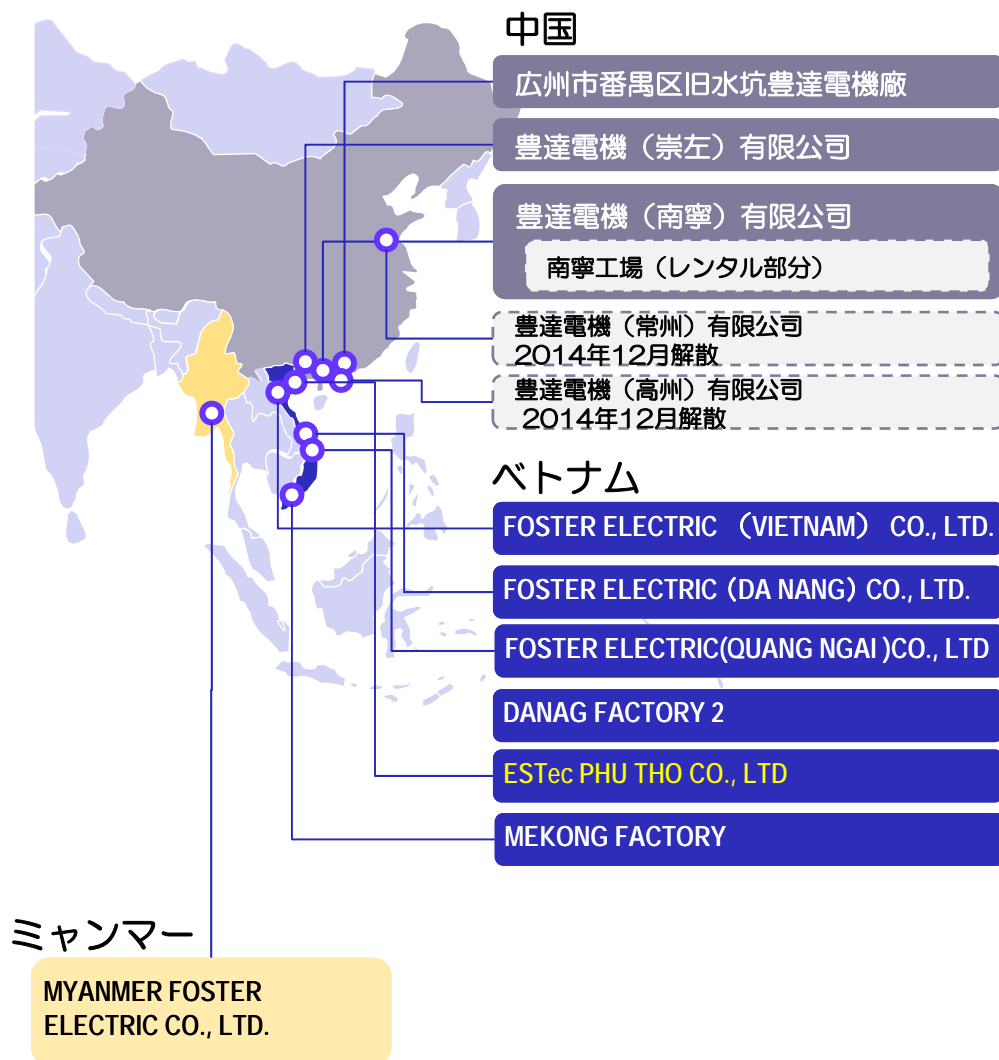 中国
広州市番禺区旧水坑豊達電機廠
豊達電機（崇左）有限公司
豊達電機（南寧）有限公司
南寧工場（レンタル部分）
豊達電機（常州）有限公司
2014年12月解散
豊達電機（高州）有限公司
2014年12月解散
ベトナム
FOSTER ELECTRIC （VIETNAM） CO., LTD.
FOSTER ELECTRIC (DA NANG) CO., LTD.
FOSTER ELECTRIC(QUANG NGAI )CO., LTD
DANAG FACTORY 2
ESTec PHU THO CO., LTD
MEKONG FACTORY
ミャンマー
MYANMER FOSTER
ELECTRIC CO., LTD.